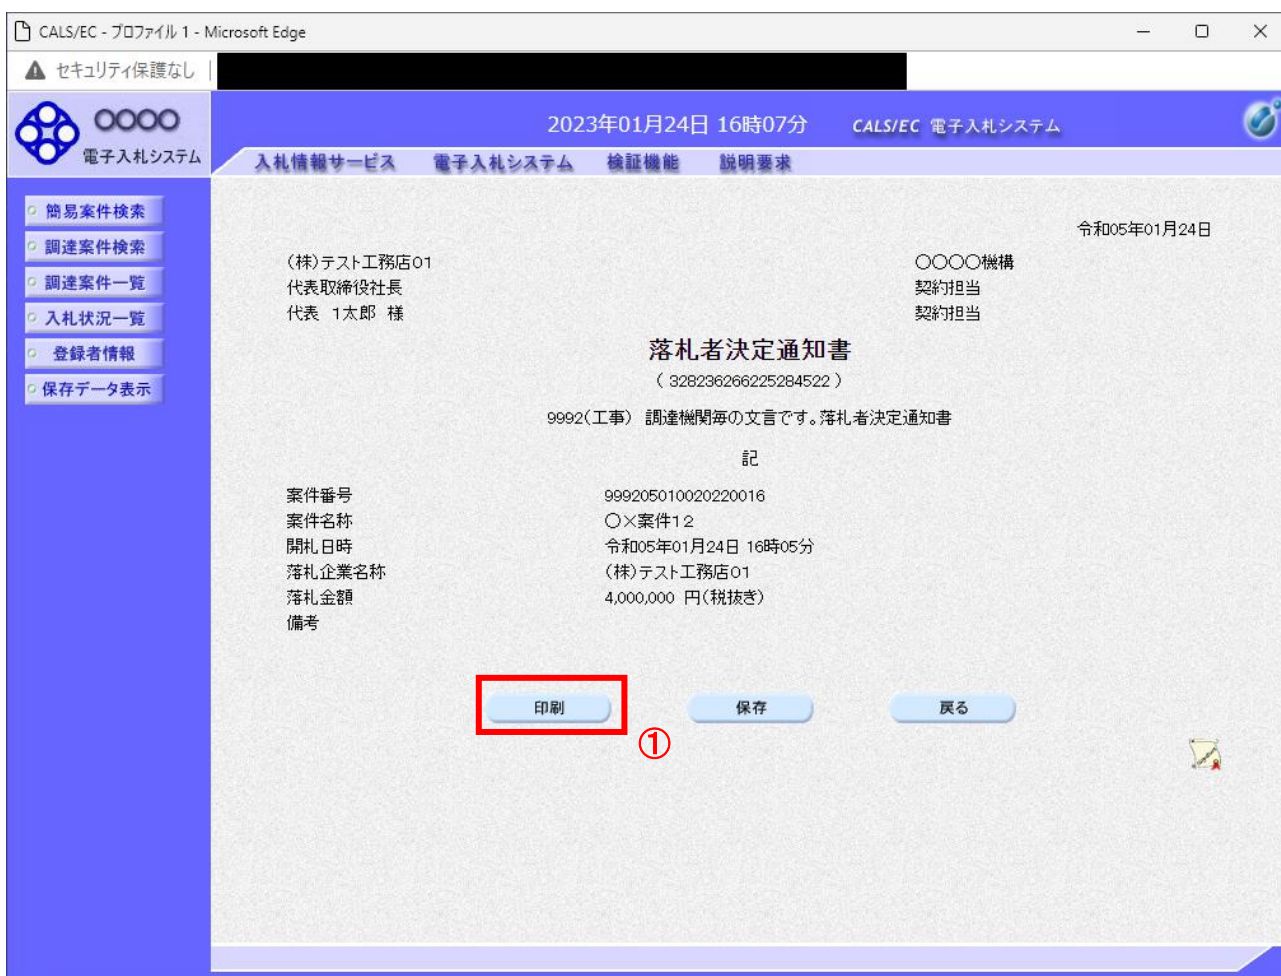 CALS/EC - プロファイル 1 - Microsoft Edge
セキュリティ保護なし
〇〇〇〇
電子入札システム
2023年01月24日 16時07分
CALS/EC 電子入札システム
入札情報サービス 電子入札システム 検証機能 説明要求
簡易案件検索
調達案件検索
調達案件一覧
入札状況一覧
登録者情報
保存データ表示
令和05年01月24日
(株)テスト工務店01
代表取締役社長
代表 1太郎 様
〇〇〇〇機構
契約担当
契約担当
落札者決定通知書
( 328236266225284522 )
9992(工事) 調達機関毎の文言です。落札者決定通知書
記
案件番号 999205010020220016
案件名称 〇×案件12
開札日時 令和05年01月24日 16時05分
落札企業名称 (株)テスト工務店01
落札金額 4,000,000 円(税抜き)
備考
印刷 保存 戻る
①